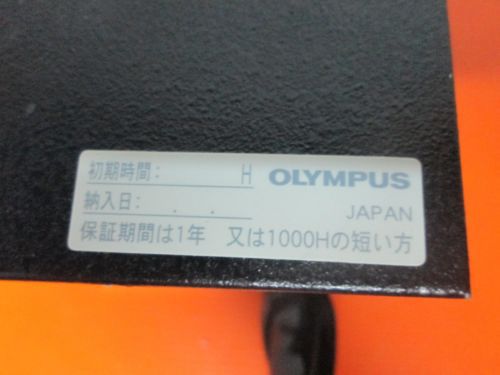 初期時間: H OLYMPUS
納入日: . . JAPAN
保証期間は1年 又は1000Hの短い方